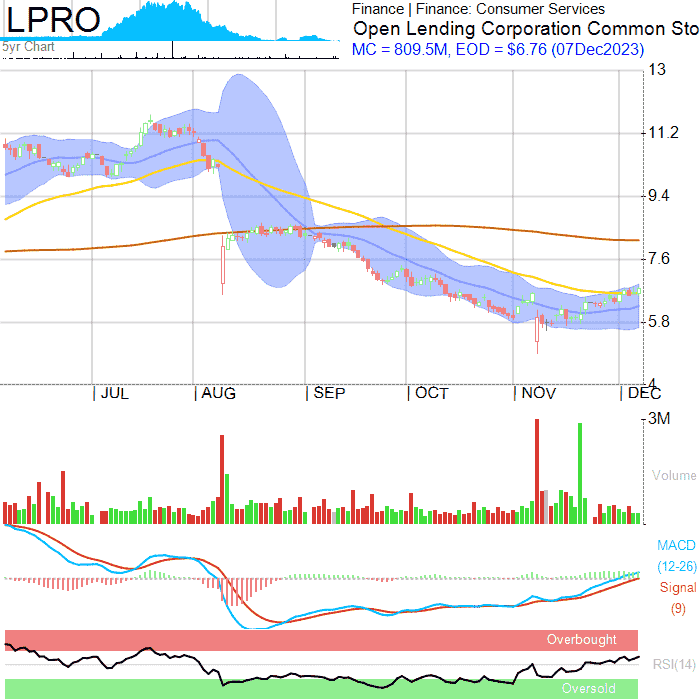 LPRO
5yr Chart
Finance | Finance: Consumer Services
Open Lending Corporation Common Sto
MC = 809.5M, EOD = $6.76 (07Dec2023)
13
11.2
9.4
7.6
5.8
4
JUL AUG SEP OCT NOV DEC
3M
Volume
MACD
(12-26)
Signal
(9)
Overbought
RSI(14)
Oversold